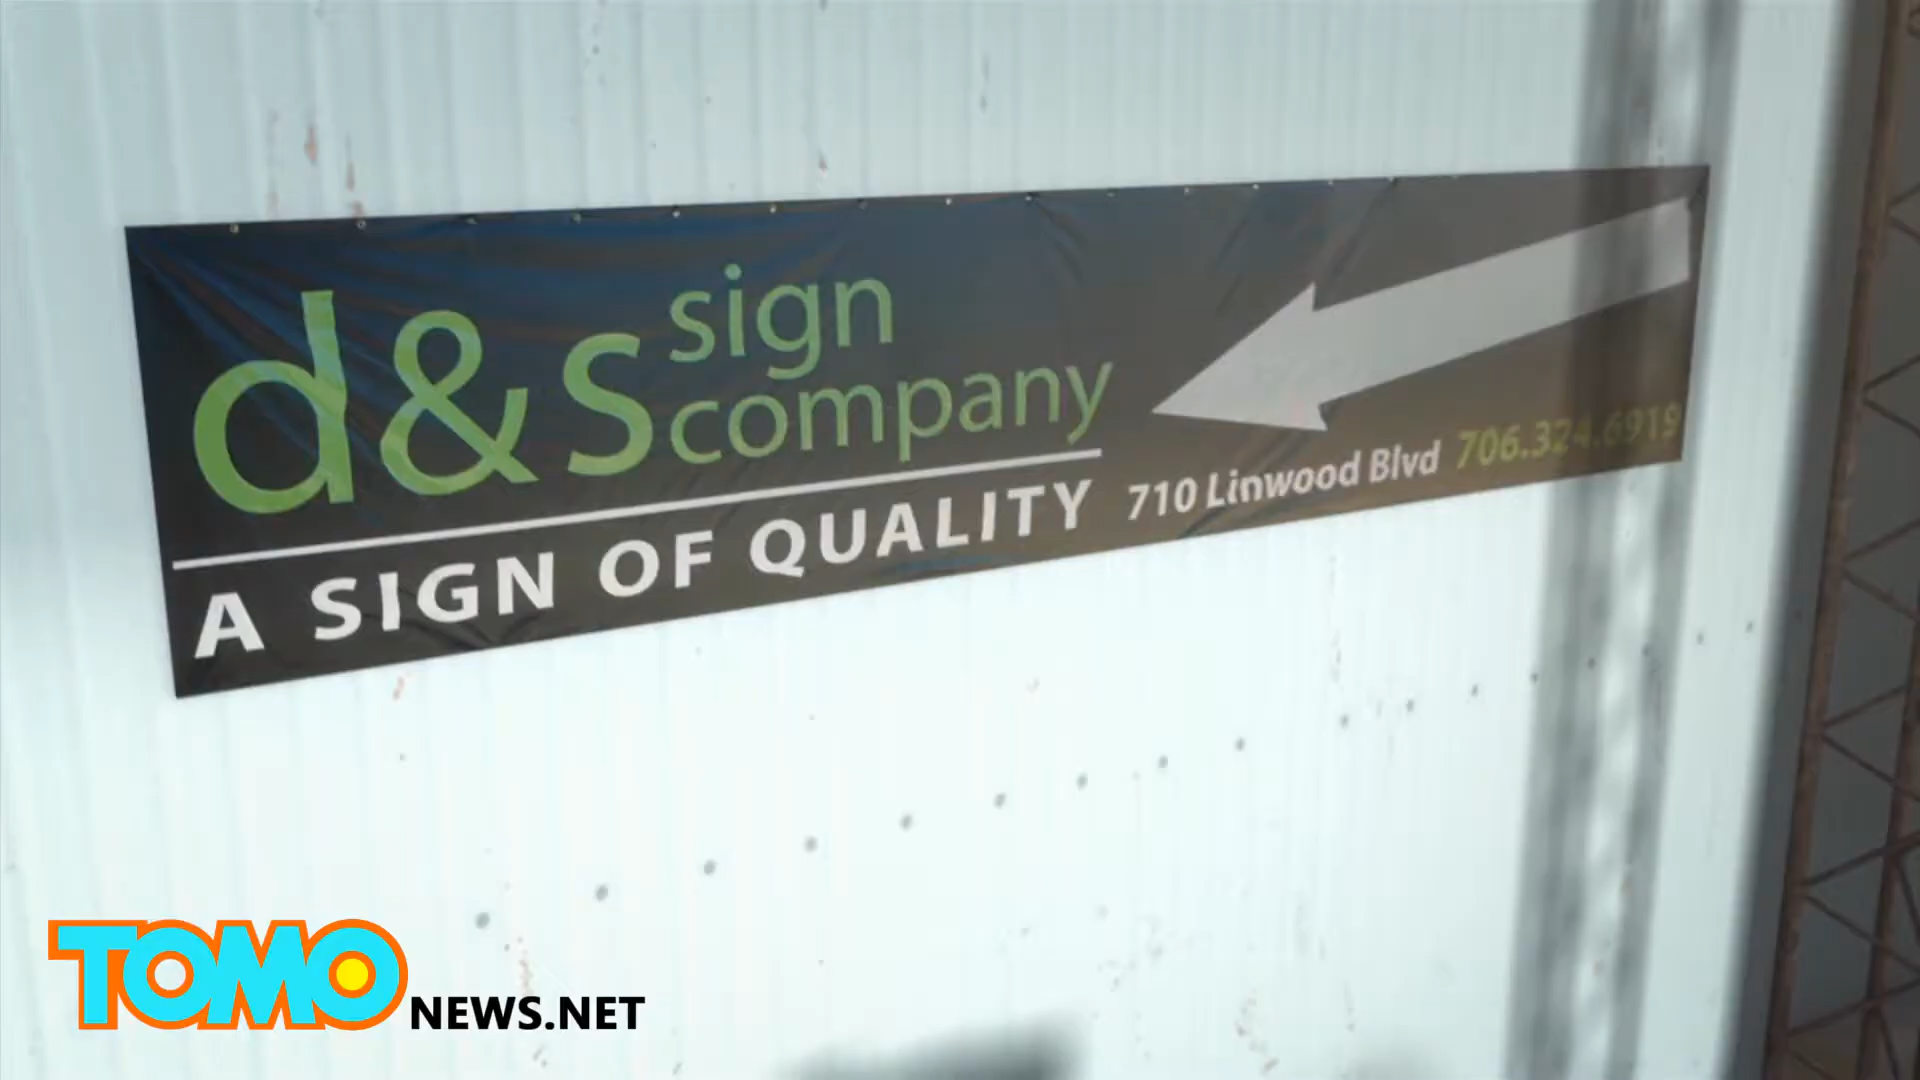 d&s sign
company
A SIGN OF QUALITY
710 Linwood Blvd 706.324.6919
TOMO NEWS.NET